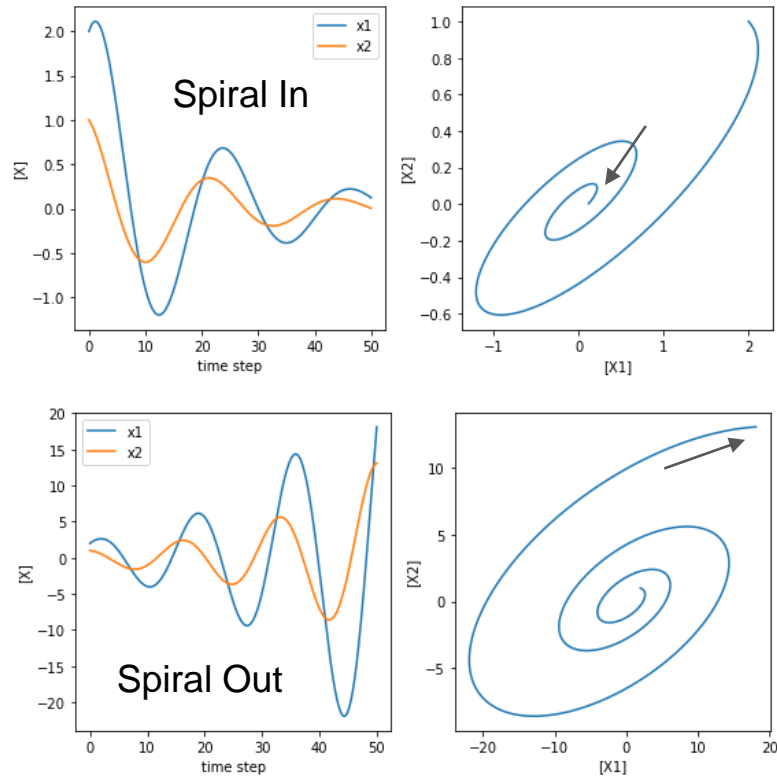 x1
x2
Spiral In
2.0
1.5
1.0
0.5
0.0
−0.5
−1.0
[X]
0 10 20 30 40 50
time step
1.0
0.8
0.6
0.4
0.2
0.0
−0.2
−0.4
−0.6
[X2]
−1 0 1 2
[X1]
x1
x2
20
15
10
5
0
−5
−10
−15
−20
[X]
Spiral Out
0 10 20 30 40 50
time step
10
5
0
−5
[X2]
−20 −10 0 10 20
[X1]